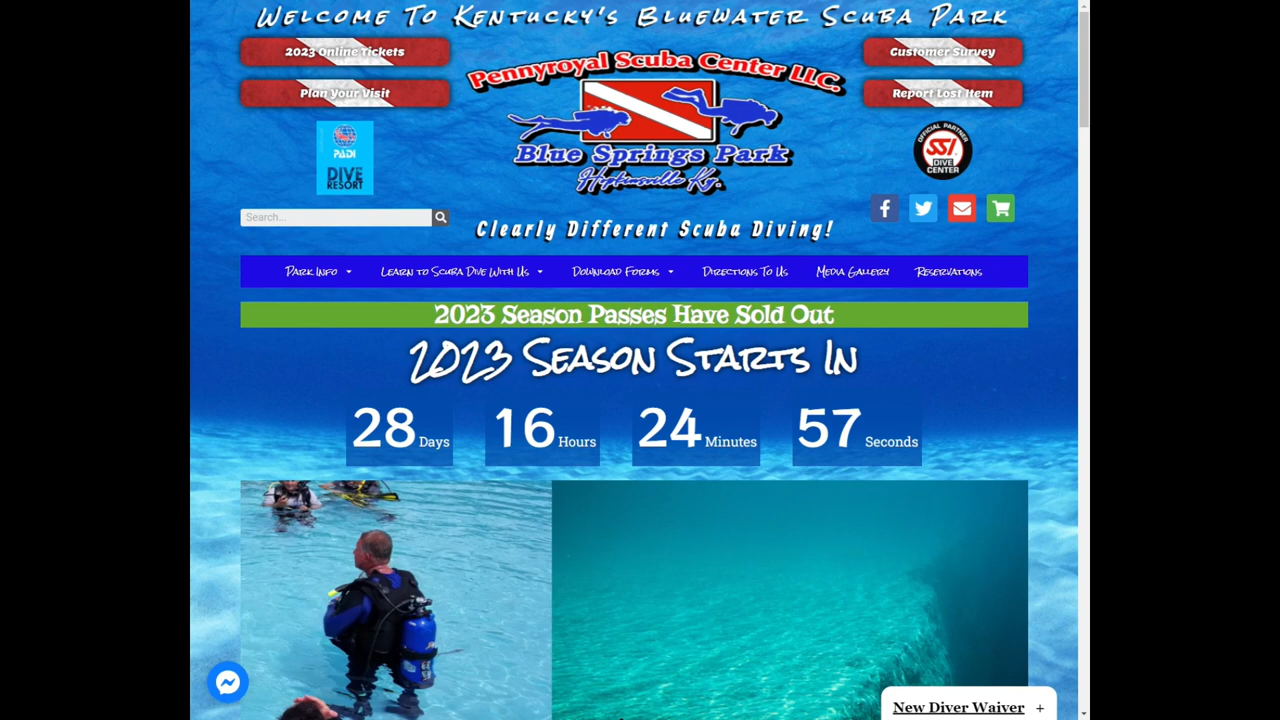 Welcome To Kentucky's Bluewater Scuba Park
2023 Online Tickets
Customer Survey
Pennyroyal Scuba Center LLC.
Plan Your Visit
Report Lost Item
PADI
DIVE
RESORT
OFFICIAL PARTNER
SSI
DIVE
CENTER
Blue Springs Park
Hopkinsville Ky.
Search...
Clearly Different Scuba Diving!
Park Info Learn to Scuba Dive With Us Download Forms Directions To Us Media Gallery Reservations
2023 Season Passes Have Sold Out
2023 Season Starts In
28 Days 16 Hours 24 Minutes 57 Seconds
New Diver Waiver +